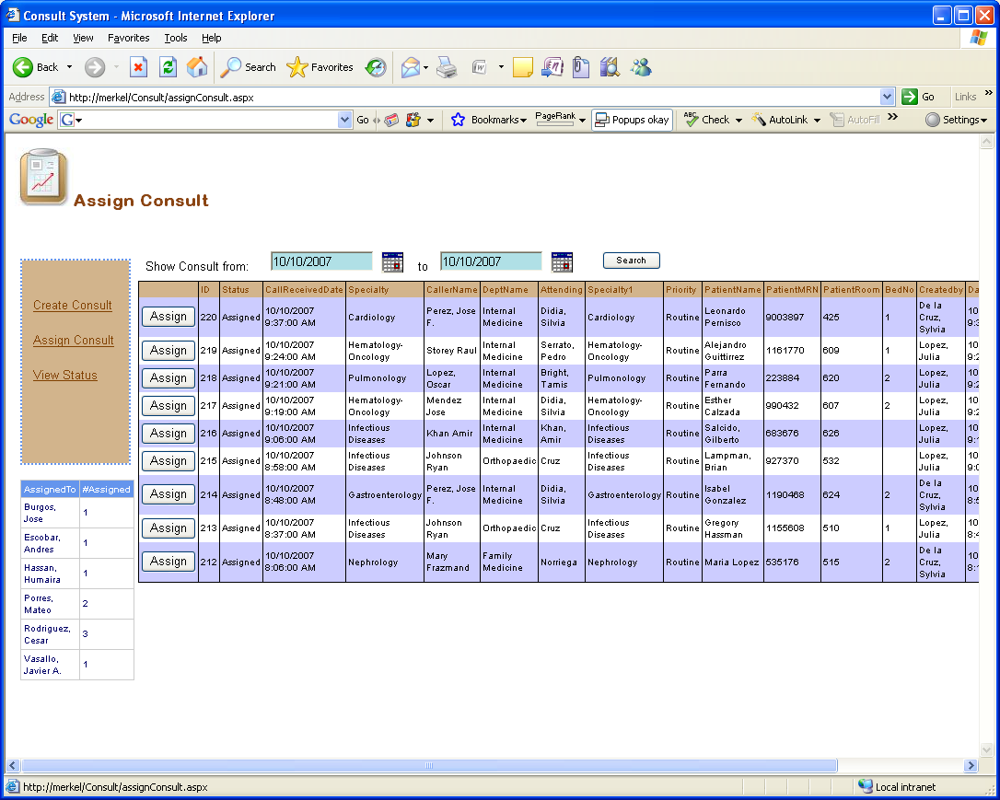 Consult System - Microsoft Internet Explorer
File Edit View Favorites Tools Help
Back Search Favorites
Address http://merkel/Consult/assignConsult.aspx Go Links »
Google G Go Bookmarks PageRank Popups okay ABC Check AutoLink AutoFill » Settings
Assign Consult
Show Consult from: 10/10/2007 to 10/10/2007 Search
Create Consult
Assign Consult
View Status
ID Status CallReceivedDate Specialty CallerName DeptName Attending Specialty1 Priority PatientName PatientMRN PatientRoom BedNo Createdby Da
Assign 220 Assigned 10/10/2007 9:37:00 AM Cardiology Perez, Jose F. Internal Medicine Didia, Silvia Cardiology Routine Leonardo Pernisco 9003897 425 1 De la Cruz, Sylvia 10 9:3
Assign 219 Assigned 10/10/2007 9:24:00 AM Hematology-Oncology Storey Raul Internal Medicine Serrato, Pedro Hematology-Oncology Routine Alejandro Guittirrez 1161770 609 1 Lopez, Julia 10 9:2
Assign 218 Assigned 10/10/2007 9:21:00 AM Pulmonology Lopez, Oscar Internal Medicine Bright, Tamis Pulmonology Routine Parra Fernando 223884 620 2 Lopez, Julia 10 9:2
Assign 217 Assigned 10/10/2007 9:19:00 AM Hematology-Oncology Mendez Jose Internal Medicine Didia, Silvia Hematology-Oncology Routine Esther Calzada 990432 607 2 Lopez, Julia 10 9:2
Assign 216 Assigned 10/10/2007 9:06:00 AM Infectious Diseases Khan Amir Internal Medicine Khan, Amir Infectious Diseases Routine Salcido, Gilberto 683676 626 Lopez, Julia 10 9:1
Assign 215 Assigned 10/10/2007 8:58:00 AM Infectious Diseases Johnson Ryan Orthopaedic Cruz Infectious Diseases Routine Lampman, Brian 927370 532 Lopez, Julia 10 9:0
Assign 214 Assigned 10/10/2007 8:48:00 AM Gastroenterology Perez, Jose F. Internal Medicine Didia, Silvia Gastroenterology Routine Isabel Gonzalez 1190468 624 2 De la Cruz, Sylvia 10 8:5
Assign 213 Assigned 10/10/2007 8:37:00 AM Infectious Diseases Johnson Ryan Orthopaedic Cruz Infectious Diseases Routine Gregory Hassman 1155608 510 1 Lopez, Julia 10 8:4
Assign 212 Assigned 10/10/2007 8:06:00 AM Nephrology Mary Frazmand Family Medicine Norriega Nephrology Routine Maria Lopez 535176 515 2 De la Cruz, Sylvia 10 8:1
AssignedTo #Assigned
Burgos, Jose 1
Escobar, Andres 1
Hassan, Humaira 1
Porres, Mateo 2
Rodriguez, Cesar 3
Vasallo, Javier A. 1
http://merkel/Consult/assignConsult.aspx Local intranet